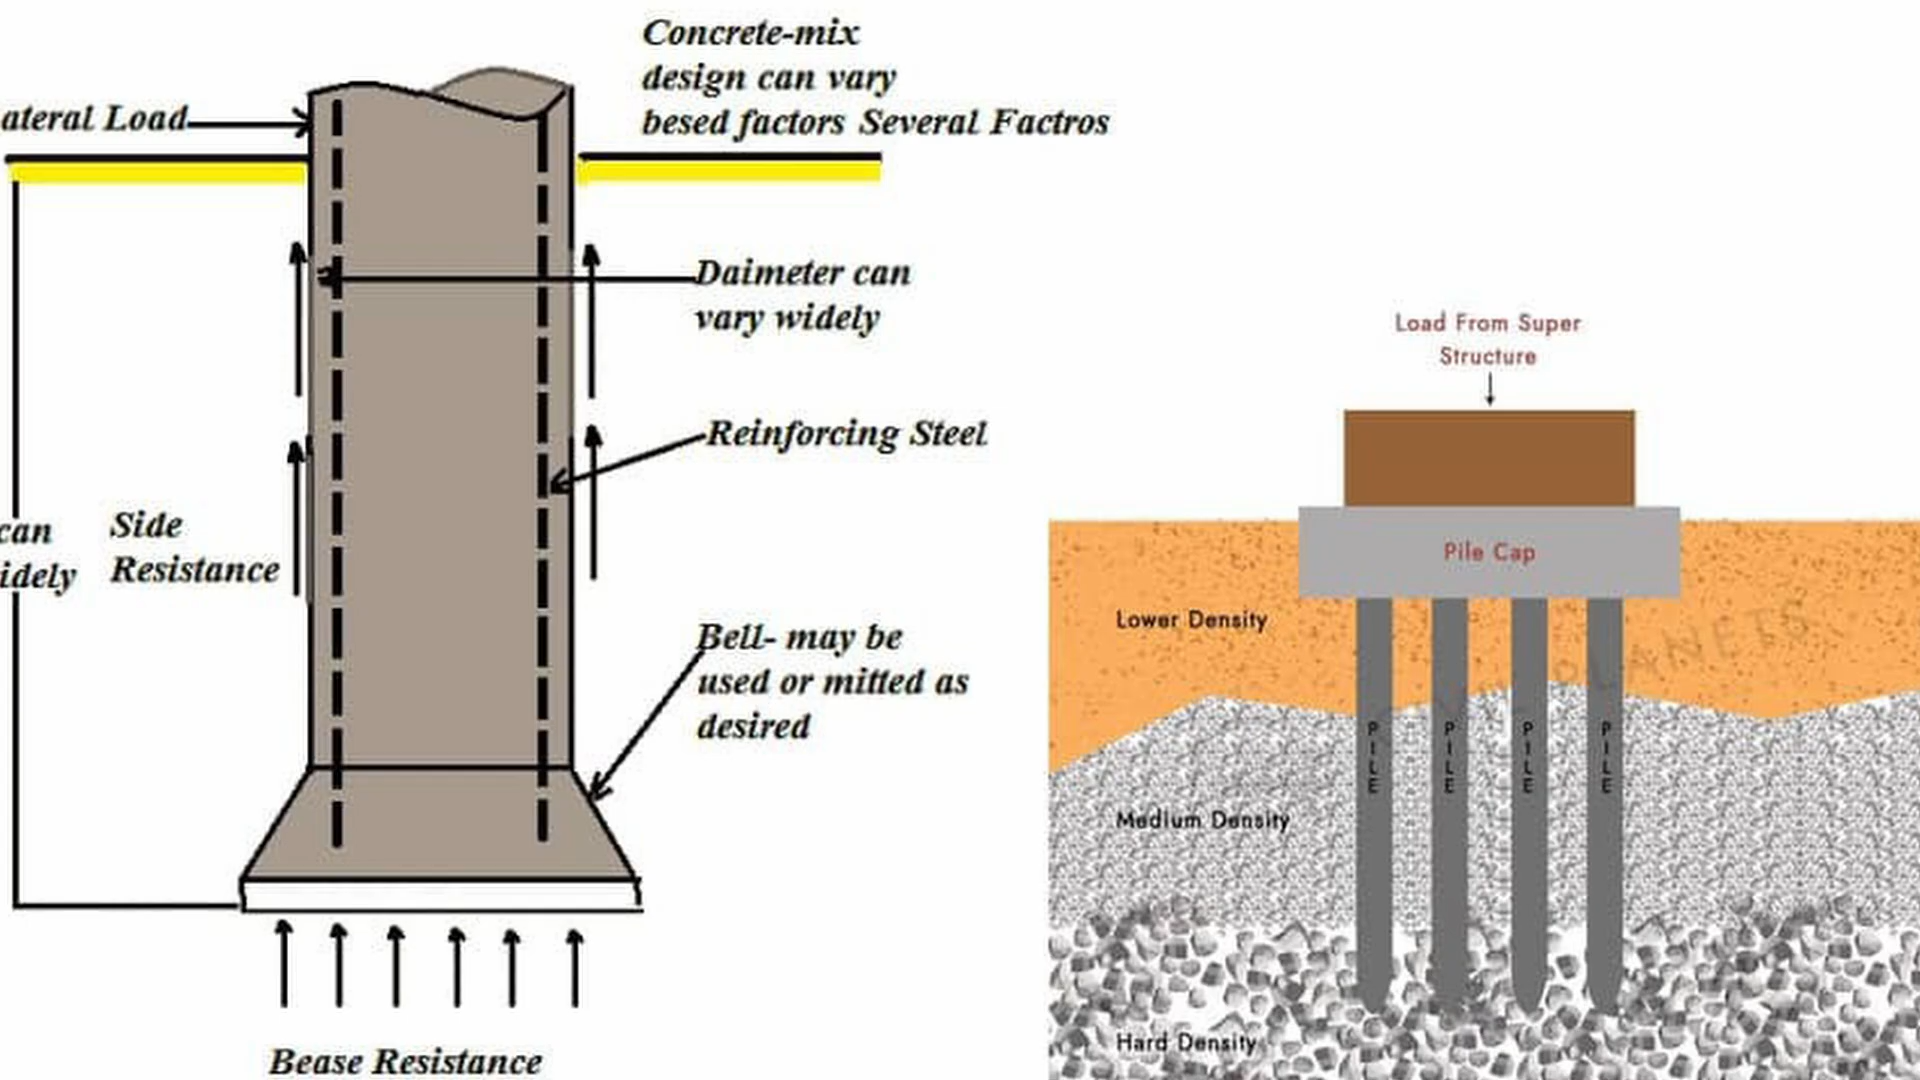 Concrete-mix
design can vary
besed factors Several Factros
ateral Load
Daimeter can
vary widely
Reinforcing Steel
can
idely
Side
Resistance
Bell- may be
used or mitted as
desired
Bease Resistance
Load From Super
Structure
Pile Cap
Lower Density
PLANETS
PILE
PILE
PILE
PILE
Medium Density
Hard Density